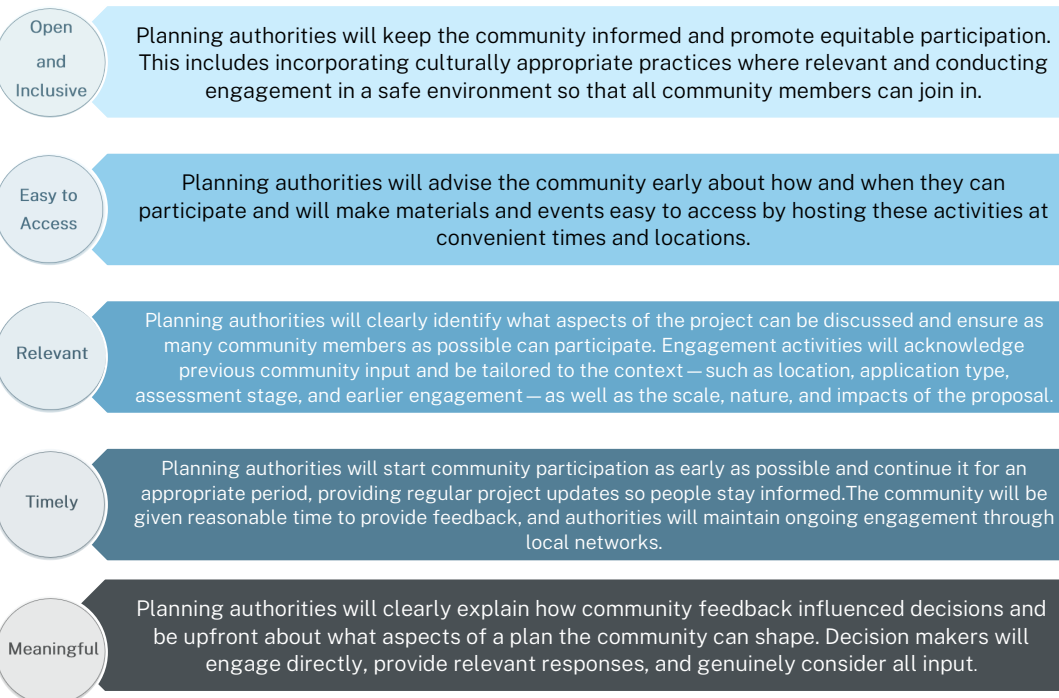 Open
and
Inclusive
Planning authorities will keep the community informed and promote equitable participation.
This includes incorporating culturally appropriate practices where relevant and conducting
engagement in a safe environment so that all community members can join in.
Easy to
Access
Planning authorities will advise the community early about how and when they can
participate and will make materials and events easy to access by hosting these activities at
convenient times and locations.
Relevant
Planning authorities will clearly identify what aspects of the project can be discussed and ensure as
many community members as possible can participate. Engagement activities will acknowledge
previous community input and be tailored to the context—such as location, application type,
assessment stage, and earlier engagement—as well as the scale, nature, and impacts of the proposal.
Timely
Planning authorities will start community participation as early as possible and continue it for an
appropriate period, providing regular project updates so people stay informed.The community will be
given reasonable time to provide feedback, and authorities will maintain ongoing engagement through
local networks.
Meaningful
Planning authorities will clearly explain how community feedback influenced decisions and
be upfront about what aspects of a plan the community can shape. Decision makers will
engage directly, provide relevant responses, and genuinely consider all input.